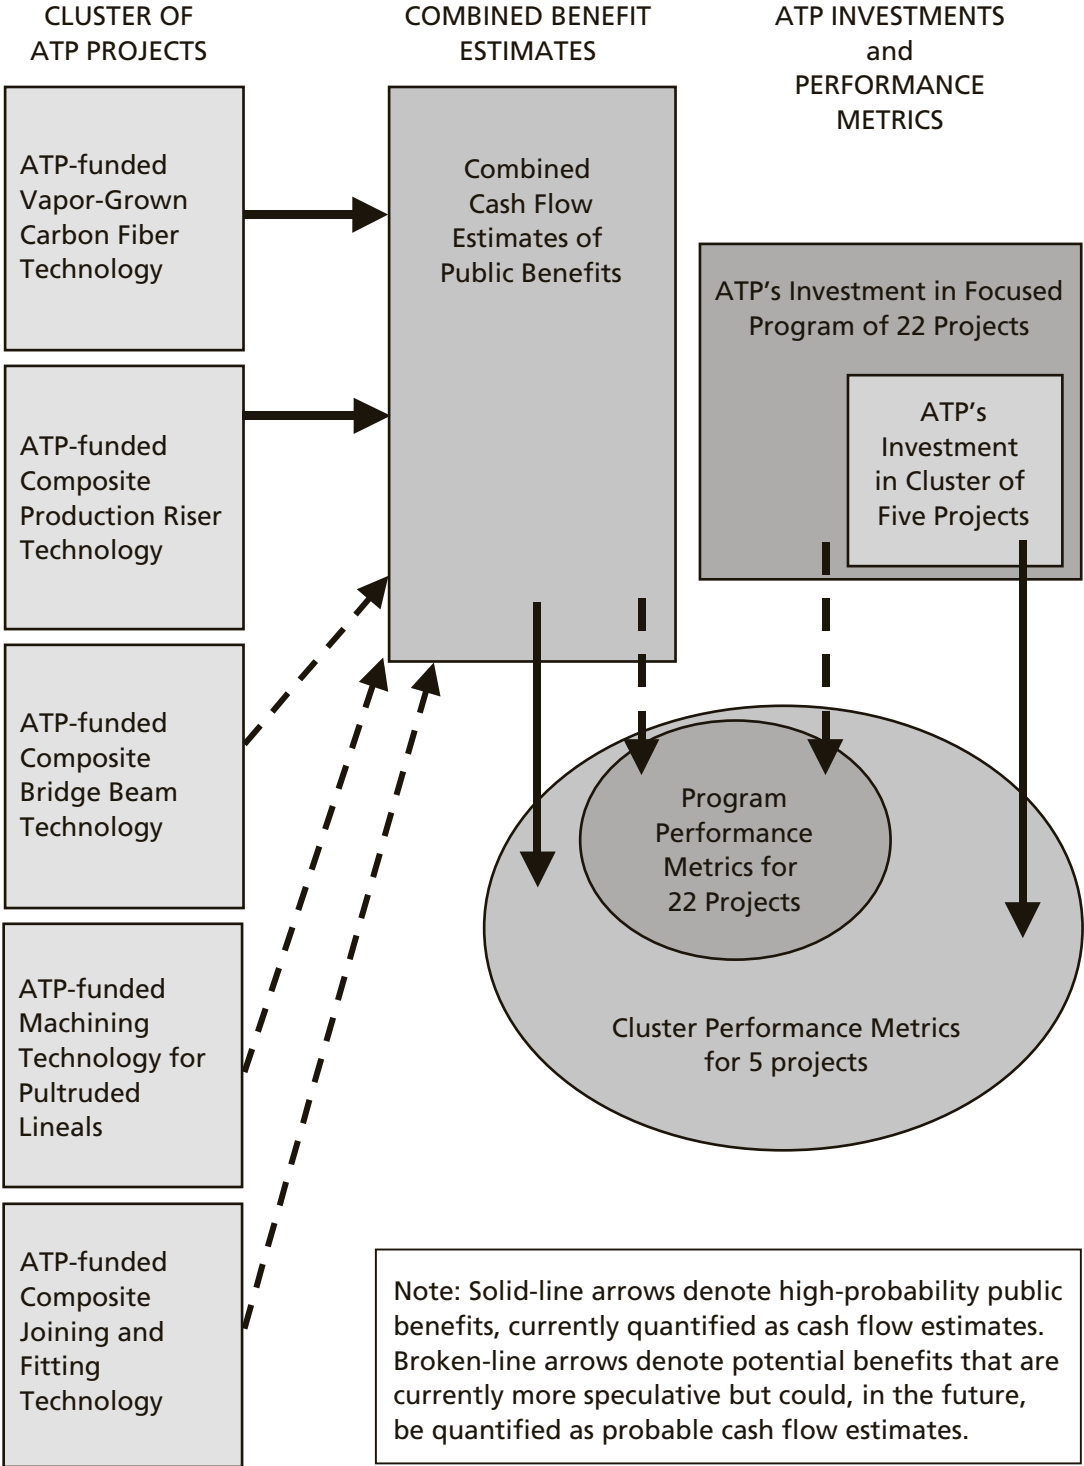 CLUSTER OF
ATP PROJECTS
COMBINED BENEFIT
ESTIMATES
ATP INVESTMENTS
and
PERFORMANCE
METRICS
ATP-funded
Vapor-Grown
Carbon Fiber
Technology
ATP-funded
Composite
Production Riser
Technology
ATP-funded
Composite
Bridge Beam
Technology
ATP-funded
Machining
Technology for
Pultruded
Lineals
ATP-funded
Composite
Joining and
Fitting
Technology
Combined
Cash Flow
Estimates of
Public Benefits
ATP's Investment in Focused
Program of 22 Projects
ATP's
Investment
in Cluster of
Five Projects
Program
Performance
Metrics for
22 Projects
Cluster Performance Metrics
for 5 projects
Note: Solid-line arrows denote high-probability public
benefits, currently quantified as cash flow estimates.
Broken-line arrows denote potential benefits that are
currently more speculative but could, in the future,
be quantified as probable cash flow estimates.